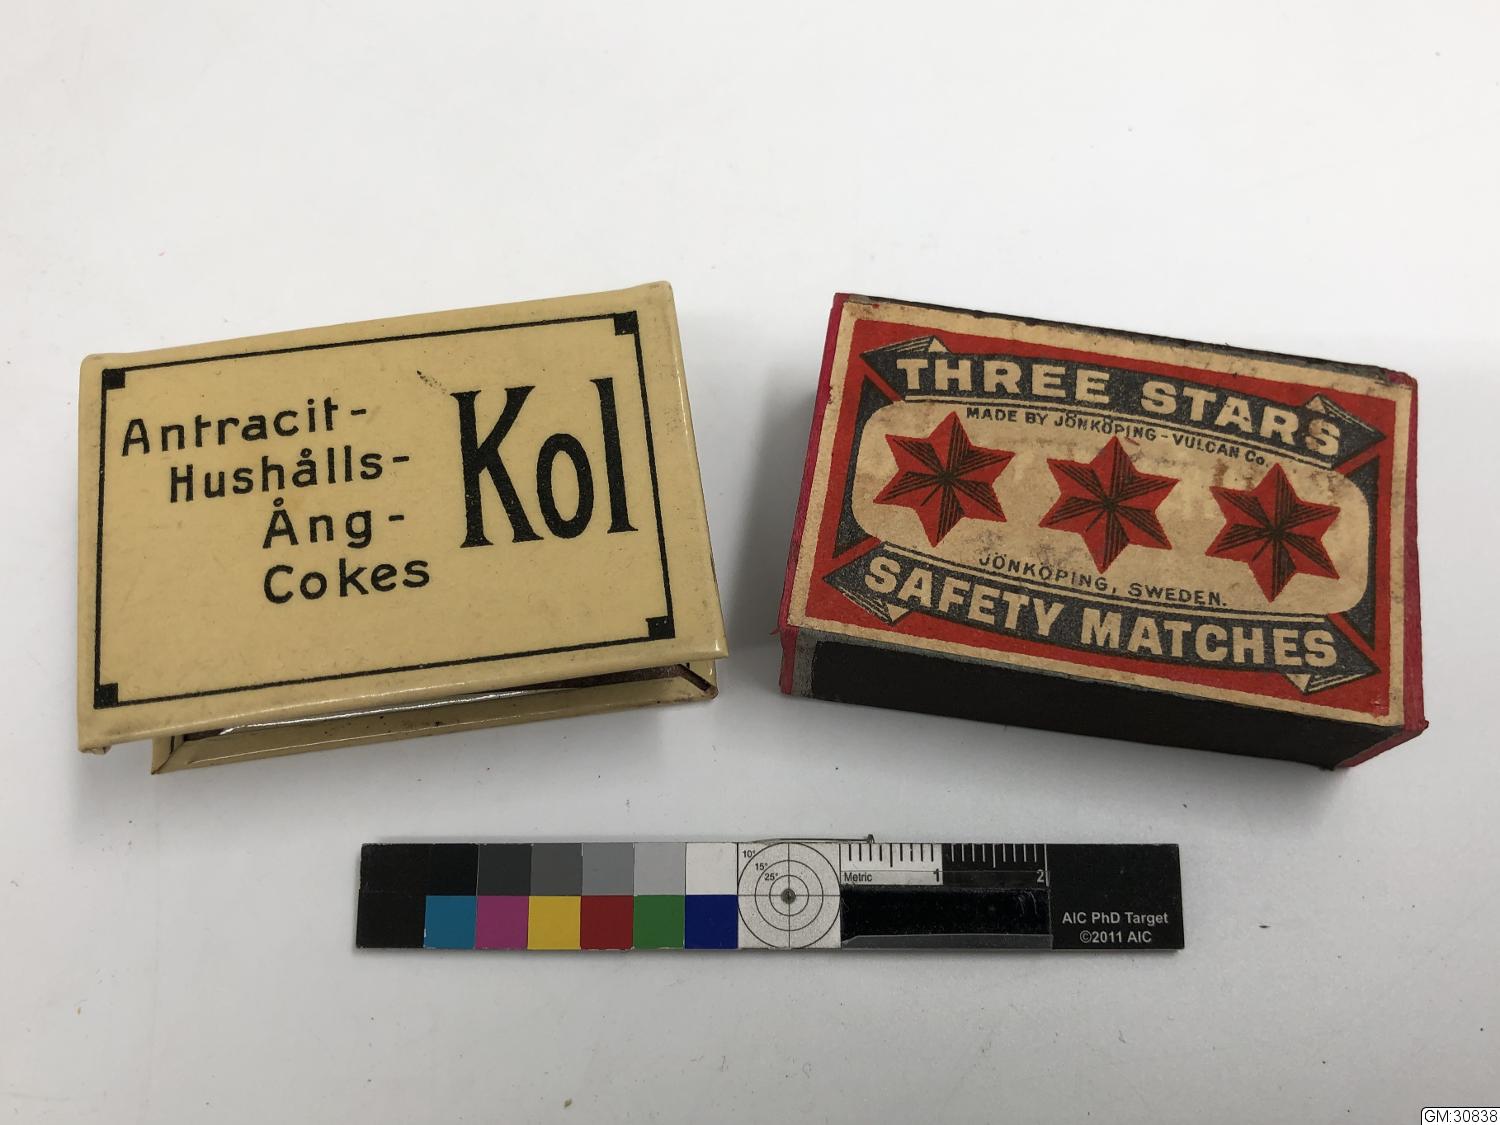 Antracit-
Hushålls-
Ång-
Cokes
Kol
THREE STARS
MADE BY JÖNKÖPING-VULCAN Co.
JÖNKÖPING, SWEDEN.
SAFETY MATCHES
10°
15°
25°
Metric
1
2
AIC PhD Target
©2011 AIC
GM:30838